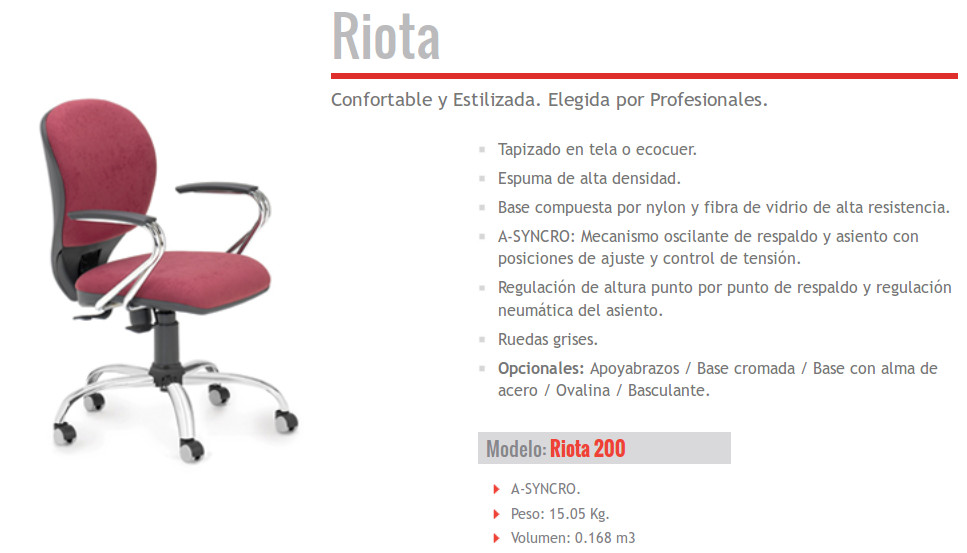 Riota
Confortable y Estilizada. Elegida por Profesionales.
Tapizado en tela o ecocuer.
Espuma de alta densidad.
Base compuesta por nylon y fibra de vidrio de alta resistencia.
A-SYNCRO: Mecanismo oscilante de respaldo y asiento con
posiciones de ajuste y control de tensión.
Regulación de altura punto por punto de respaldo y regulación
neumática del asiento.
Ruedas grises.
Opcionales: Apoyabrazos / Base cromada / Base con alma de
acero / Ovalina / Basculante.
Modelo: Riota 200
A-SYNCRO.
Peso: 15.05 Kg.
Volumen: 0.168 m3